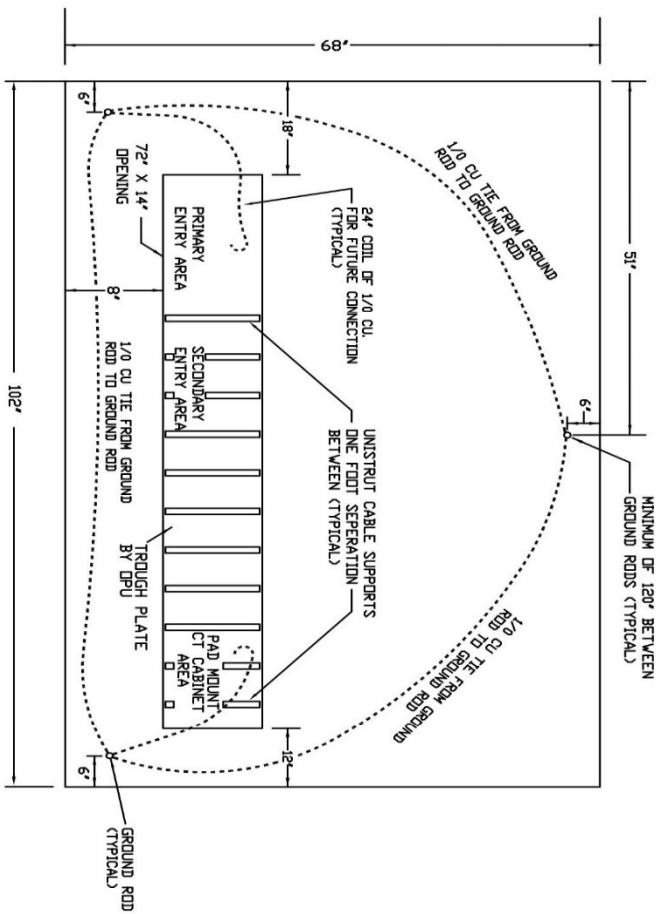 MINIMUM OF 120" BETWEEN
GROUND RODS (TYPICAL)
51"
6"
68"
1/0 CU TIE FROM GROUND
ROD TO GROUND ROD
1/0 CU TIE FROM GROUND
ROD TO GROUND ROD
24" COIL OF 1/0 CU.
FOR FUTURE CONNECTION
(TYPICAL)
UNISTRUT CABLE SUPPORTS
ONE FOOT SEPERATION
BETWEEN (TYPICAL)
18"
12"
PRIMARY
ENTRY AREA
SECONDARY
ENTRY AREA
PAD MOUNT
CT CABINET
AREA
72" X 14"
OPENING
8"
1/0 CU TIE FROM GROUND
ROD TO GROUND ROD
TROUGH PLATE
BY OPU
6"
6"
GROUND ROD
(TYPICAL)
102"